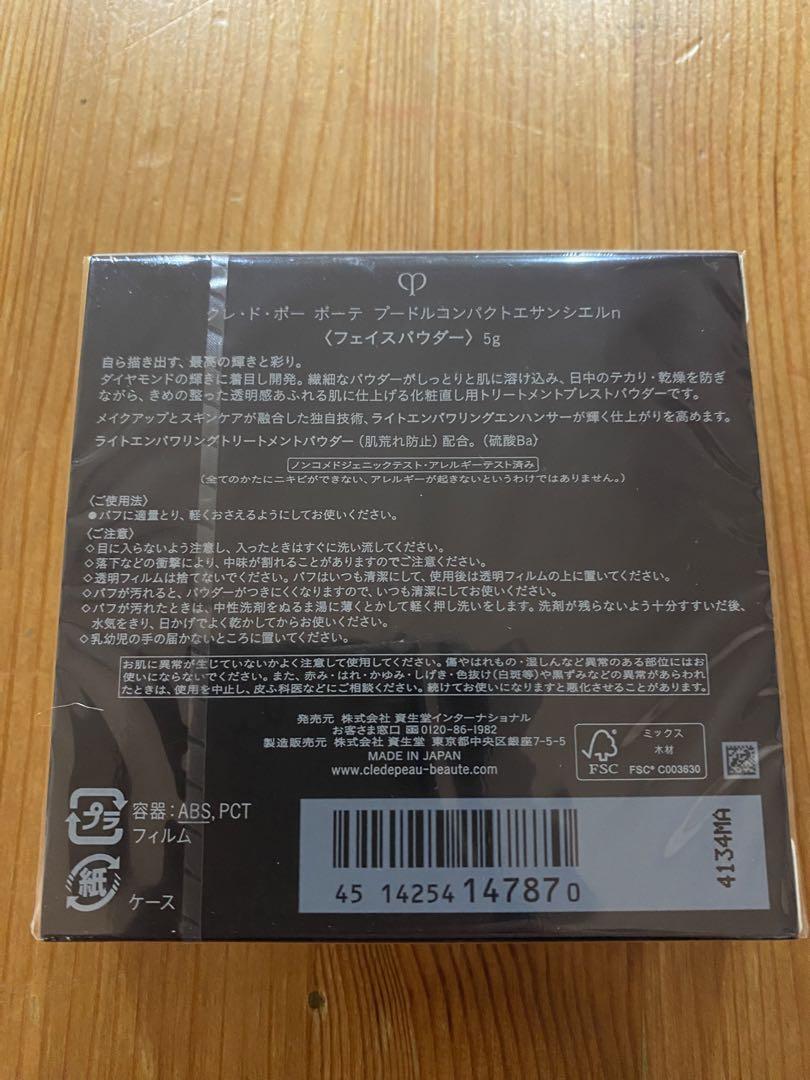 クレ・ド・ポー ボーテ プードルコンパクトエサンシエルn
〈フェイスパウダー〉5g
自ら描き出す、最高の輝きと彩り。
ダイヤモンドの輝きに着目し開発。繊細なパウダーがしっとりと肌に溶け込み、日中のテカリ・乾燥を防ぎ
ながら、きめの整った透明感あふれる肌に仕上げる化粧直し用トリートメントプレストパウダーです。
メイクアップとスキンケアが融合した独自技術、ライトエンパワリングエンハンサーが輝く仕上がりを高めます。
ライトエンパワリングトリートメントパウダー（肌荒れ防止）配合。（硫酸Ba）
ノンコメドジェニックテスト・アレルギーテスト済み
（全てのかたにニキビができない、アレルギーが起きないというわけではありません。）
〈ご使用法〉
●パフに適量とり、軽くおさえるようにしてお使いください。
〈ご注意〉
◇目に入らないよう注意し、入ったときはすぐに洗い流してください。
◇落下などの衝撃により、中味が割れることがありますのでご注意ください。
◇透明フィルムは捨てないでください。パフはいつも清潔にして、使用後は透明フィルムの上に置いてください。
◇パフが汚れると、パウダーがつきにくくなりますので、いつも清潔にしてお使いください。
◇パフが汚れたときは、中性洗剤をぬるま湯に薄くとかして軽く押し洗いをします。洗剤が残らないよう十分すすいだ後、
水気をきり、日かげでよく乾かしてからお使いください。
◇乳幼児の手の届かないところに置いてください。
お肌に異常が生じていないかよく注意して使用してください。傷やはれもの・湿しんなど異常のある部位にはお
使いにならないでください。また、赤み・はれ・かゆみ・しげき・色抜け(白斑等)や黒ずみなどの異常があらわれ
たときは、使用を中止し、皮ふ科医などにご相談ください。続けてお使いになりますと悪化させることがあります。
発売元 株式会社 資生堂インターナショナル
お客さま窓口 0120-86-1982
製造販売元 株式会社 資生堂 東京都中央区銀座7-5-5
MADE IN JAPAN
www.cledepeau-beaute.com
FSC
ミックス
木材
FSC® C003630
プラ
容器：ABS, PCT
フィルム
紙
ケース
45 14254 14787 0
4134MA